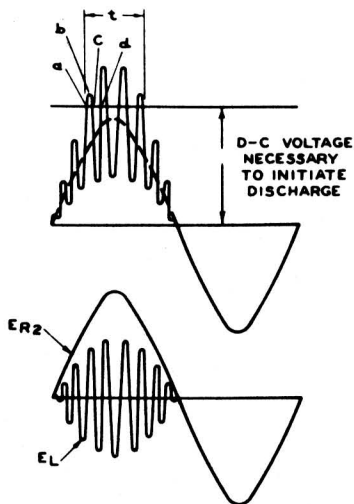 t
b
C
a
d
D-C VOLTAGE
NECESSARY
TO INITIATE
DISCHARGE
ER2
EL